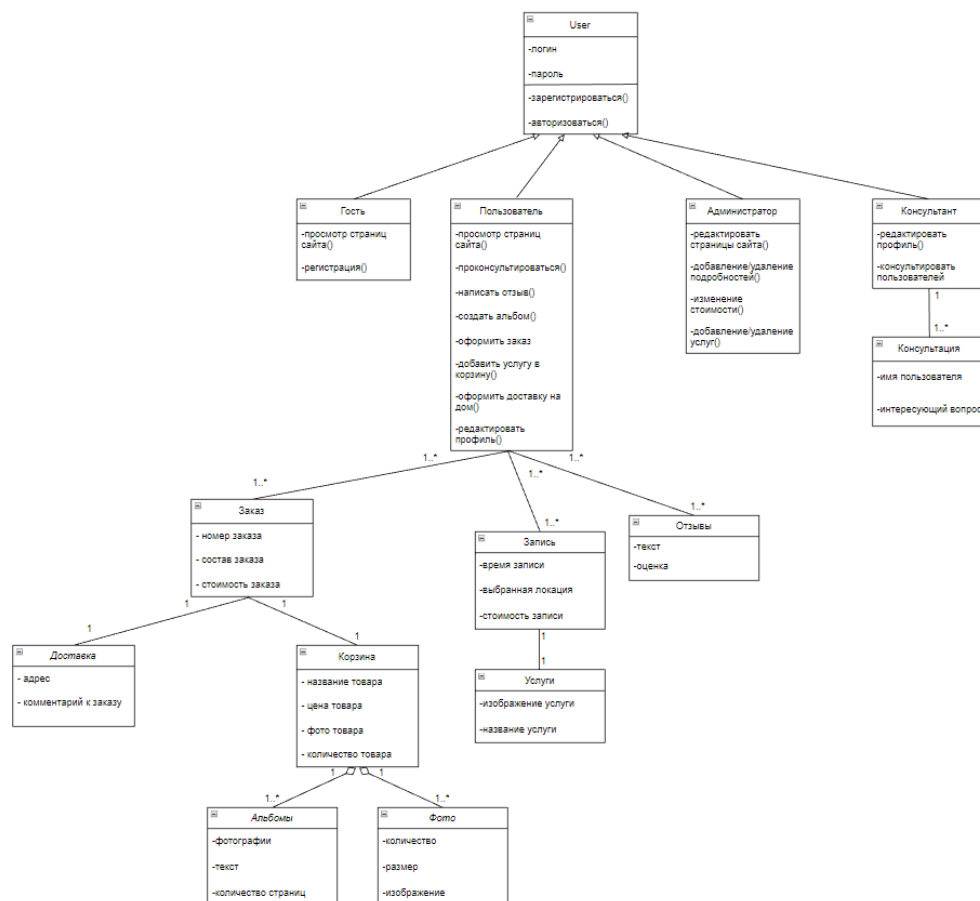 User
-логин
-пароль
-зарегистрироваться()
-авторизоваться()
Гость
-просмотр страниц
сайта()
-регистрация()
Пользователь
-просмотр страниц
сайта()
-проконсультироваться()
-написать отзыв()
-создать альбом()
-оформить заказ
-добавить услугу в
корзину()
-оформить доставку на
дом()
-редактировать
профиль()
Администратор
-редактировать
страницы сайта()
-добавление/удаление
подробностей()
-изменение
стоимости()
-добавление/удаление
услуг()
Консультант
-редактировать
профиль()
-консультировать
пользователей
1
1..*
Консультация
-имя пользователя
-интересующий вопрос
1..*
1..*
1..*
1..*
1..*
1..*
Заказ
- номер заказа
- состав заказа
- стоимость заказа
Запись
-время записи
-выбранная локация
-стоимость записи
Отзывы
-текст
-оценка
1
1
1
1
1
1
Доставка
- адрес
- комментарий к заказу
Корзина
- название товара
- цена товара
- фото товара
- количество товара
Услуги
-изображение услуги
-название услуги
1
1
1..*
1..*
Альбомы
-фотографии
-текст
-количество страниц
Фото
-количество
-размер
-изображение